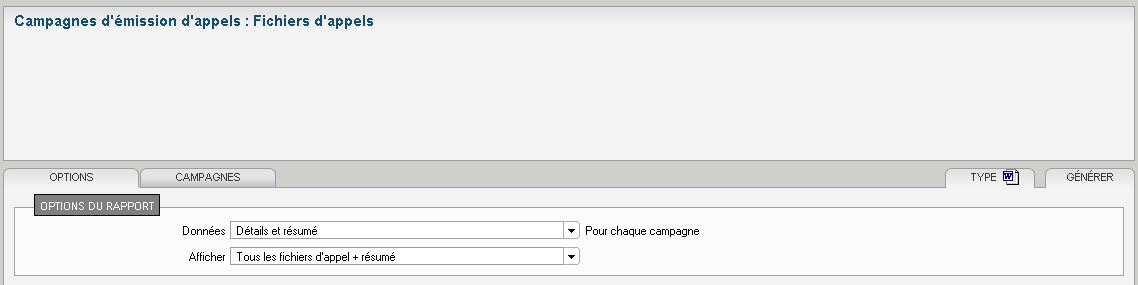 Campagnes d'émission d'appels : Fichiers d'appels
OPTIONS CAMPAGNES TYPE GÉNÉRER
OPTIONS DU RAPPORT
Données Détails et résumé Pour chaque campagne
Afficher Tous les fichiers d'appel + résumé